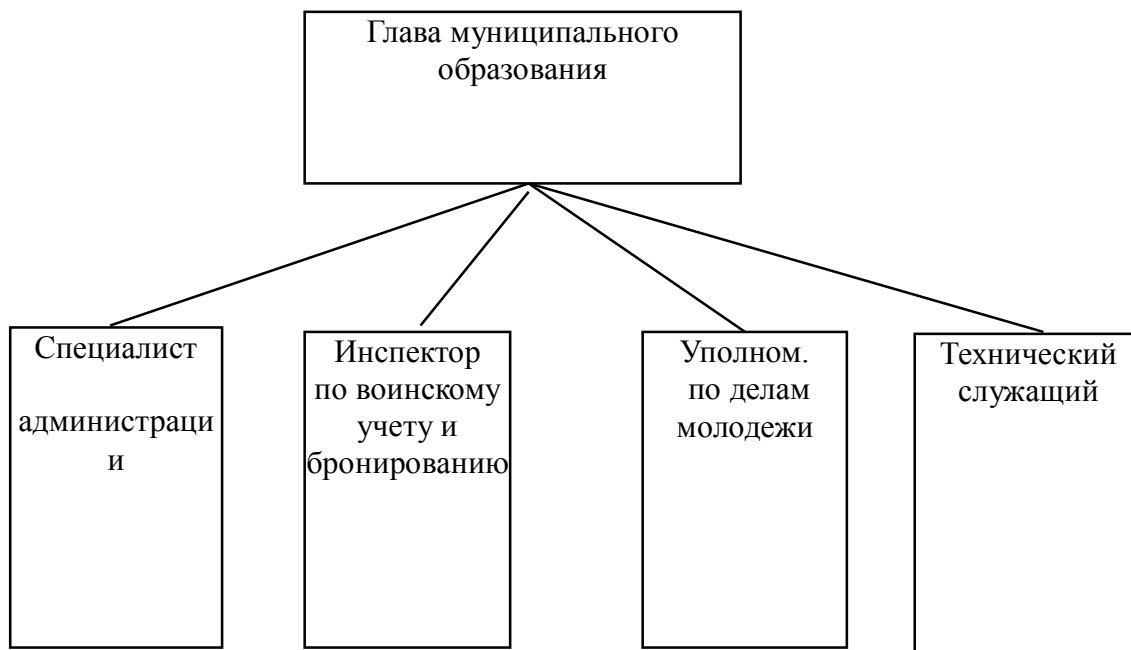 Глава муниципального
образования
Специалист
администраци
и
Инспектор
по воинскому
учету и
бронированию
Уполном.
по делам
молодежи
Технический
служащий